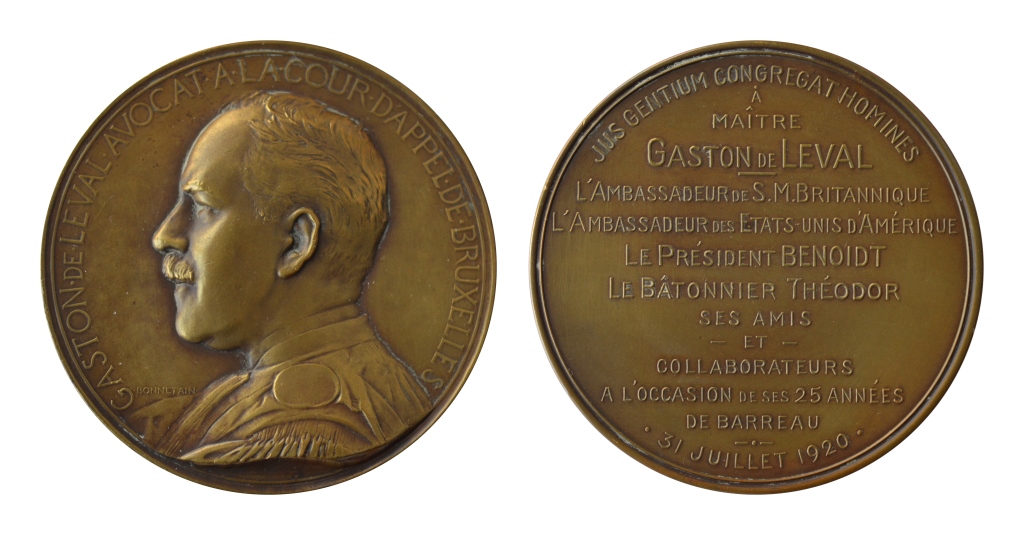 GASTON·DE·LEVAL·AVOCAT·A·LA·COUR·D'APPEL·DE·BRUXELLES
BONNETAIN
JUS GENTIUM CONGREGAT HOMINES
À
MAÎTRE
GASTON DE LEVAL
L'AMBASSADEUR DE S.M. BRITANNIQUE
L'AMBASSADEUR DES ETATS-UNIS D'AMÉRIQUE
LE PRÉSIDENT BENOIDT
LE BÂTONNIER THÉODOR
SES AMIS
— ET —
COLLABORATEURS
A L'OCCASION DE SES 25 ANNÉES
DE BARREAU
· 31 JUILLET 1920 ·